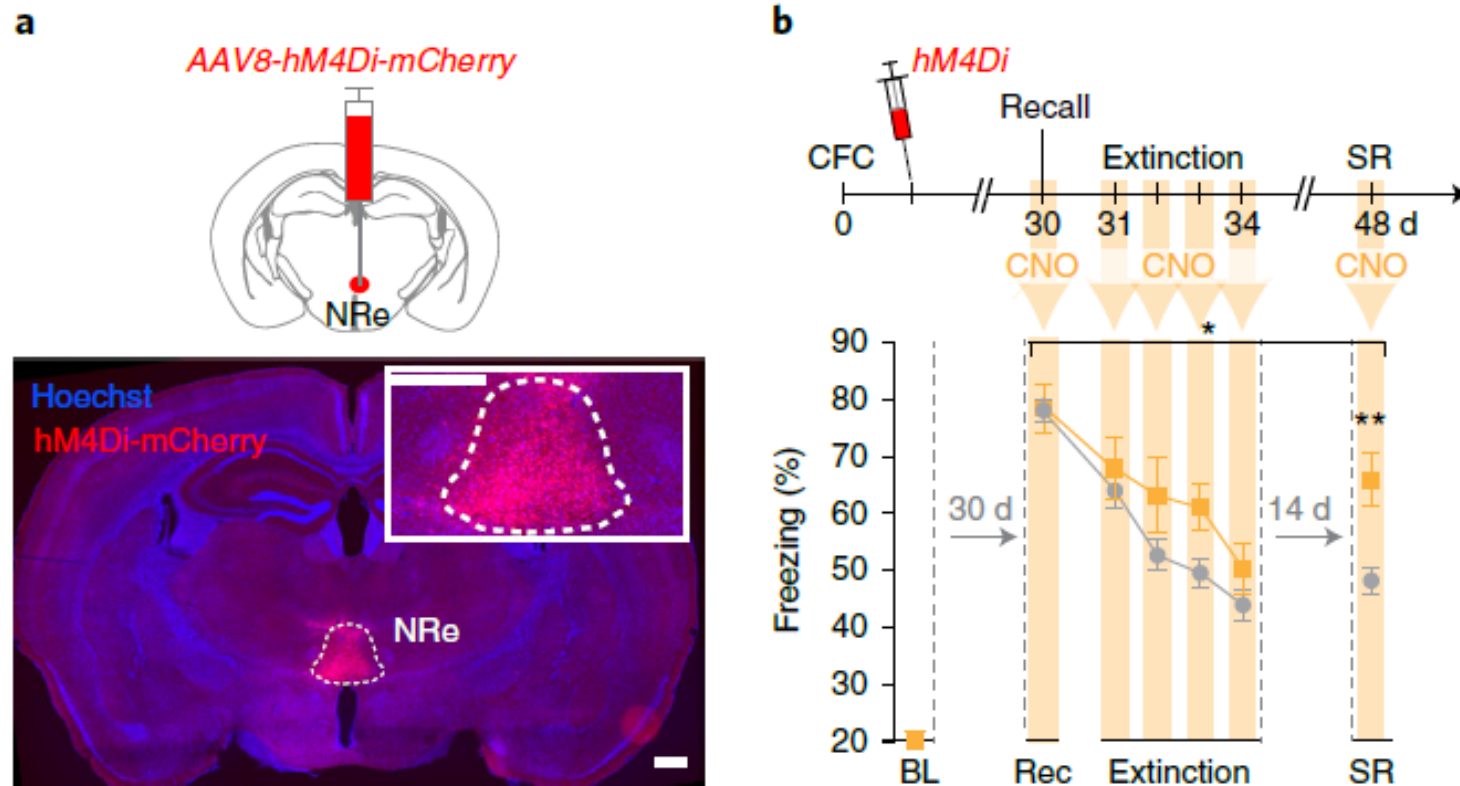 a
AAV8-hM4Di-mCherry
NRe
Hoechst
hM4Di-mCherry
NRe
b
hM4Di
Recall
CFC
Extinction
SR
0
30
31
34
48 d
CNO
CNO
CNO
*
90
80
70
60
50
40
30
20
Freezing (%)
**
30 d
14 d
BL
Rec
Extinction
SR